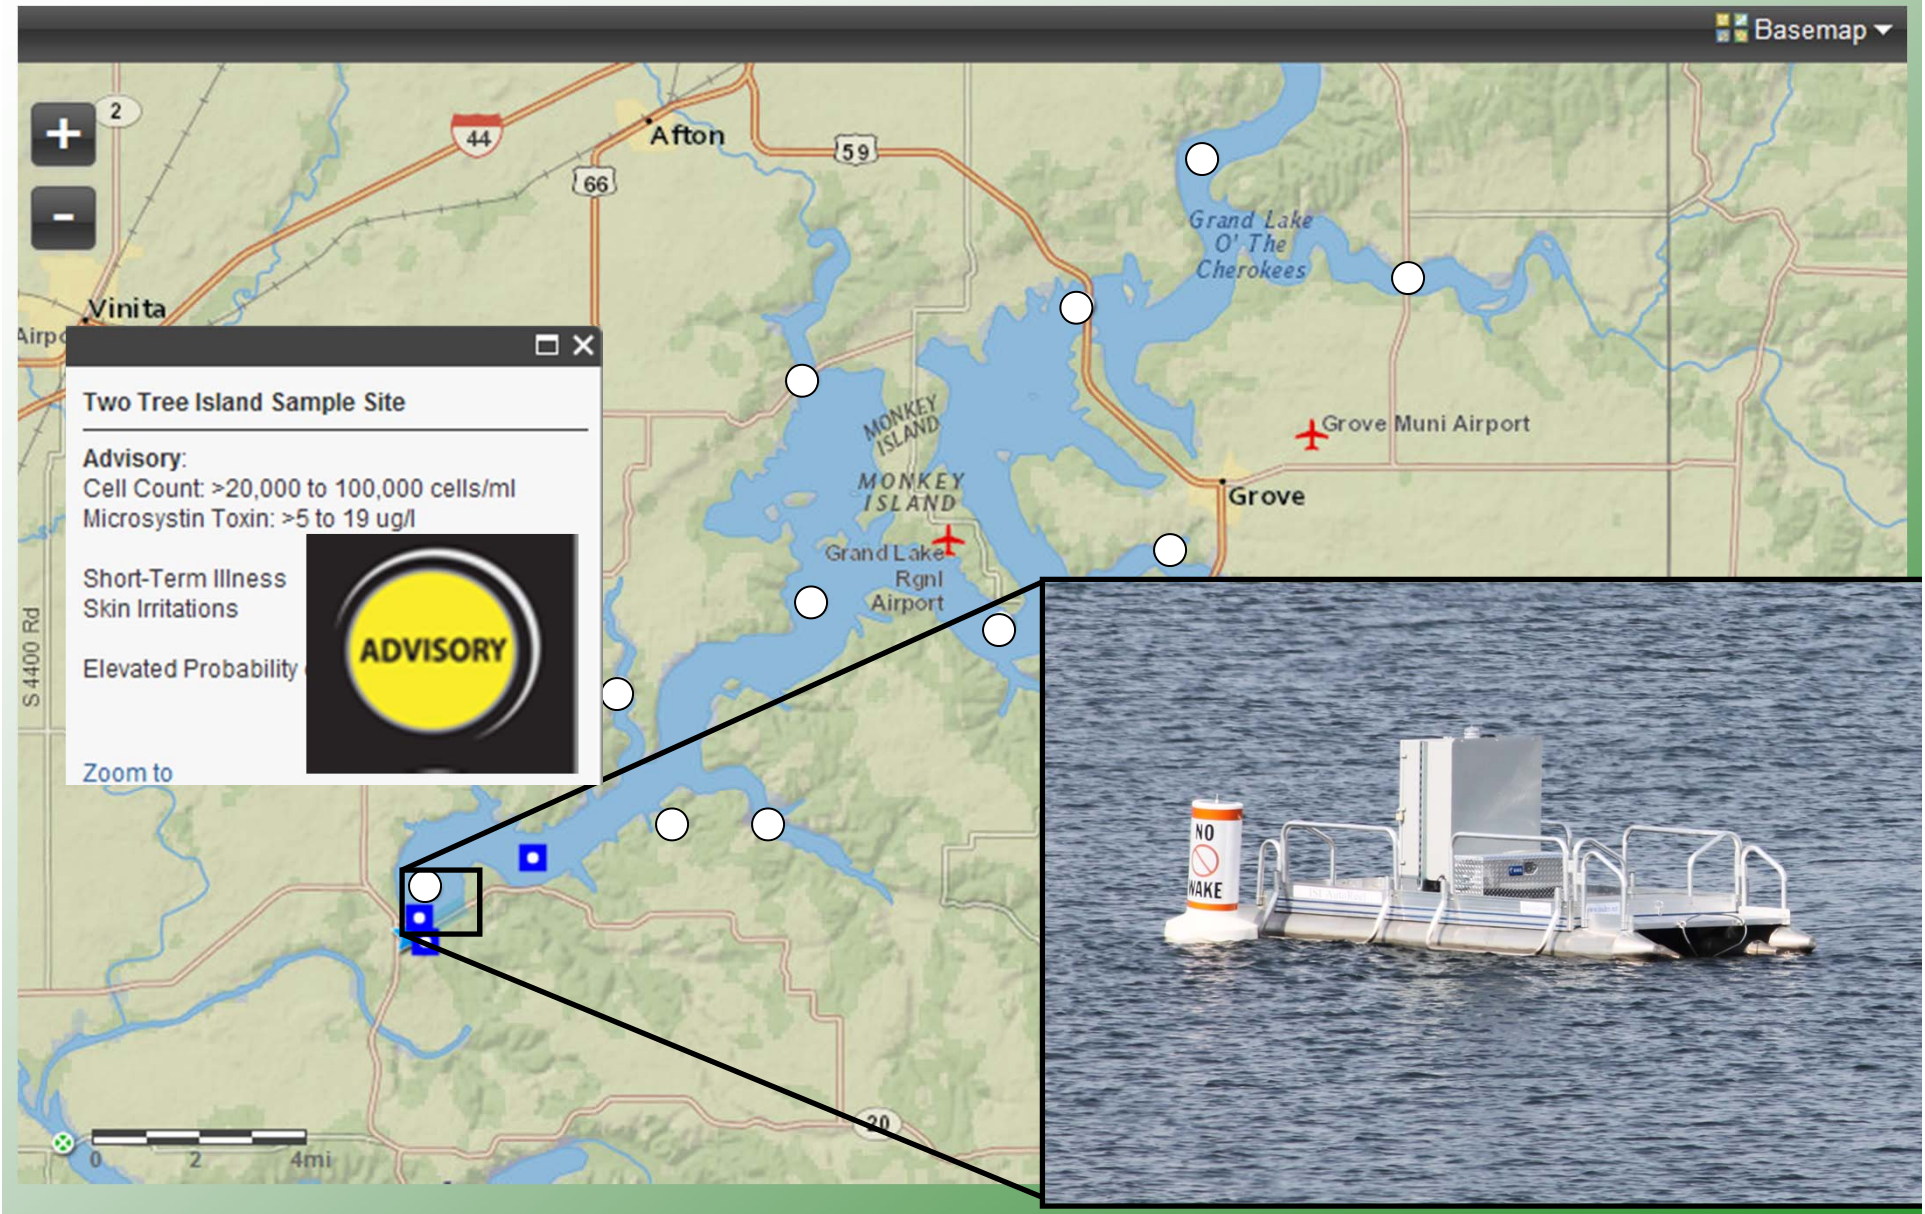 Basemap
2
44
Afton
59
66
Grand Lake
O' The
Cherokees
Vinita
Airpo
Two Tree Island Sample Site
Advisory:
Cell Count: >20,000 to 100,000 cells/ml
Microsystin Toxin: >5 to 19 ug/l
Short-Term Illness
Skin Irritations
Elevated Probability
ADVISORY
Zoom to
MONKEY
ISLAND
MONKEY
ISLAND
Grove Muni Airport
Grove
Grand Lake
Rgnl
Airport
S 4400 Rd
NO
WAKE
20
0 2 4mi